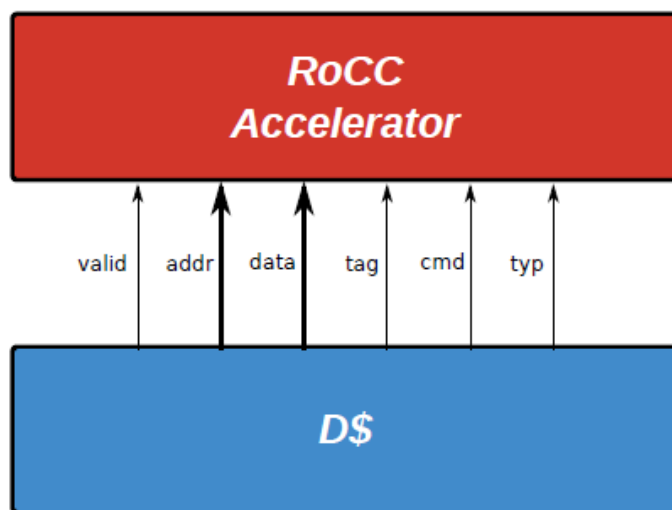 RoCC
Accelerator
valid addr data tag cmd typ
D$